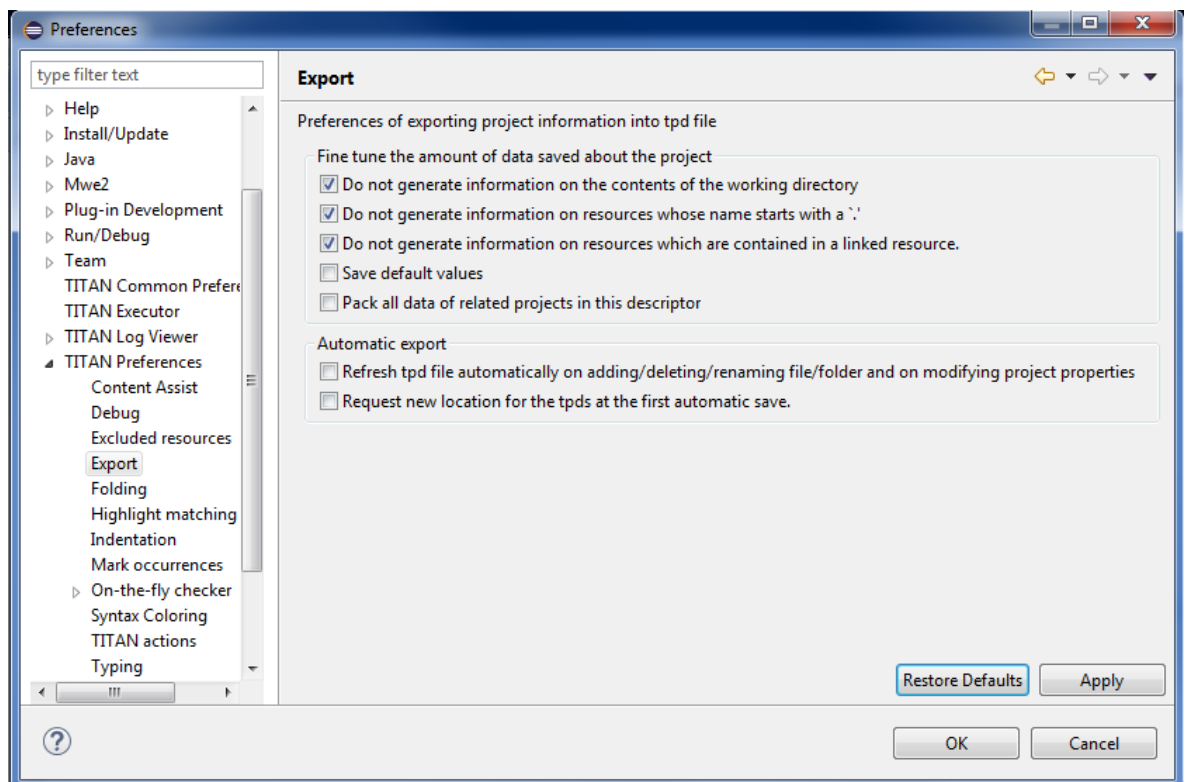 Preferences
type filter text
Help
Install/Update
Java
Mwe2
Plug-in Development
Run/Debug
Team
TITAN Common Prefere
TITAN Executor
TITAN Log Viewer
TITAN Preferences
Content Assist
Debug
Excluded resources
Export
Folding
Highlight matching
Indentation
Mark occurrences
On-the-fly checker
Syntax Coloring
TITAN actions
Typing
Export
Preferences of exporting project information into tpd file
Fine tune the amount of data saved about the project
Do not generate information on the contents of the working directory
Do not generate information on resources whose name starts with a `.'
Do not generate information on resources which are contained in a linked resource.
Save default values
Pack all data of related projects in this descriptor
Automatic export
Refresh tpd file automatically on adding/deleting/renaming file/folder and on modifying project properties
Request new location for the tpds at the first automatic save.
Restore Defaults
Apply
OK
Cancel